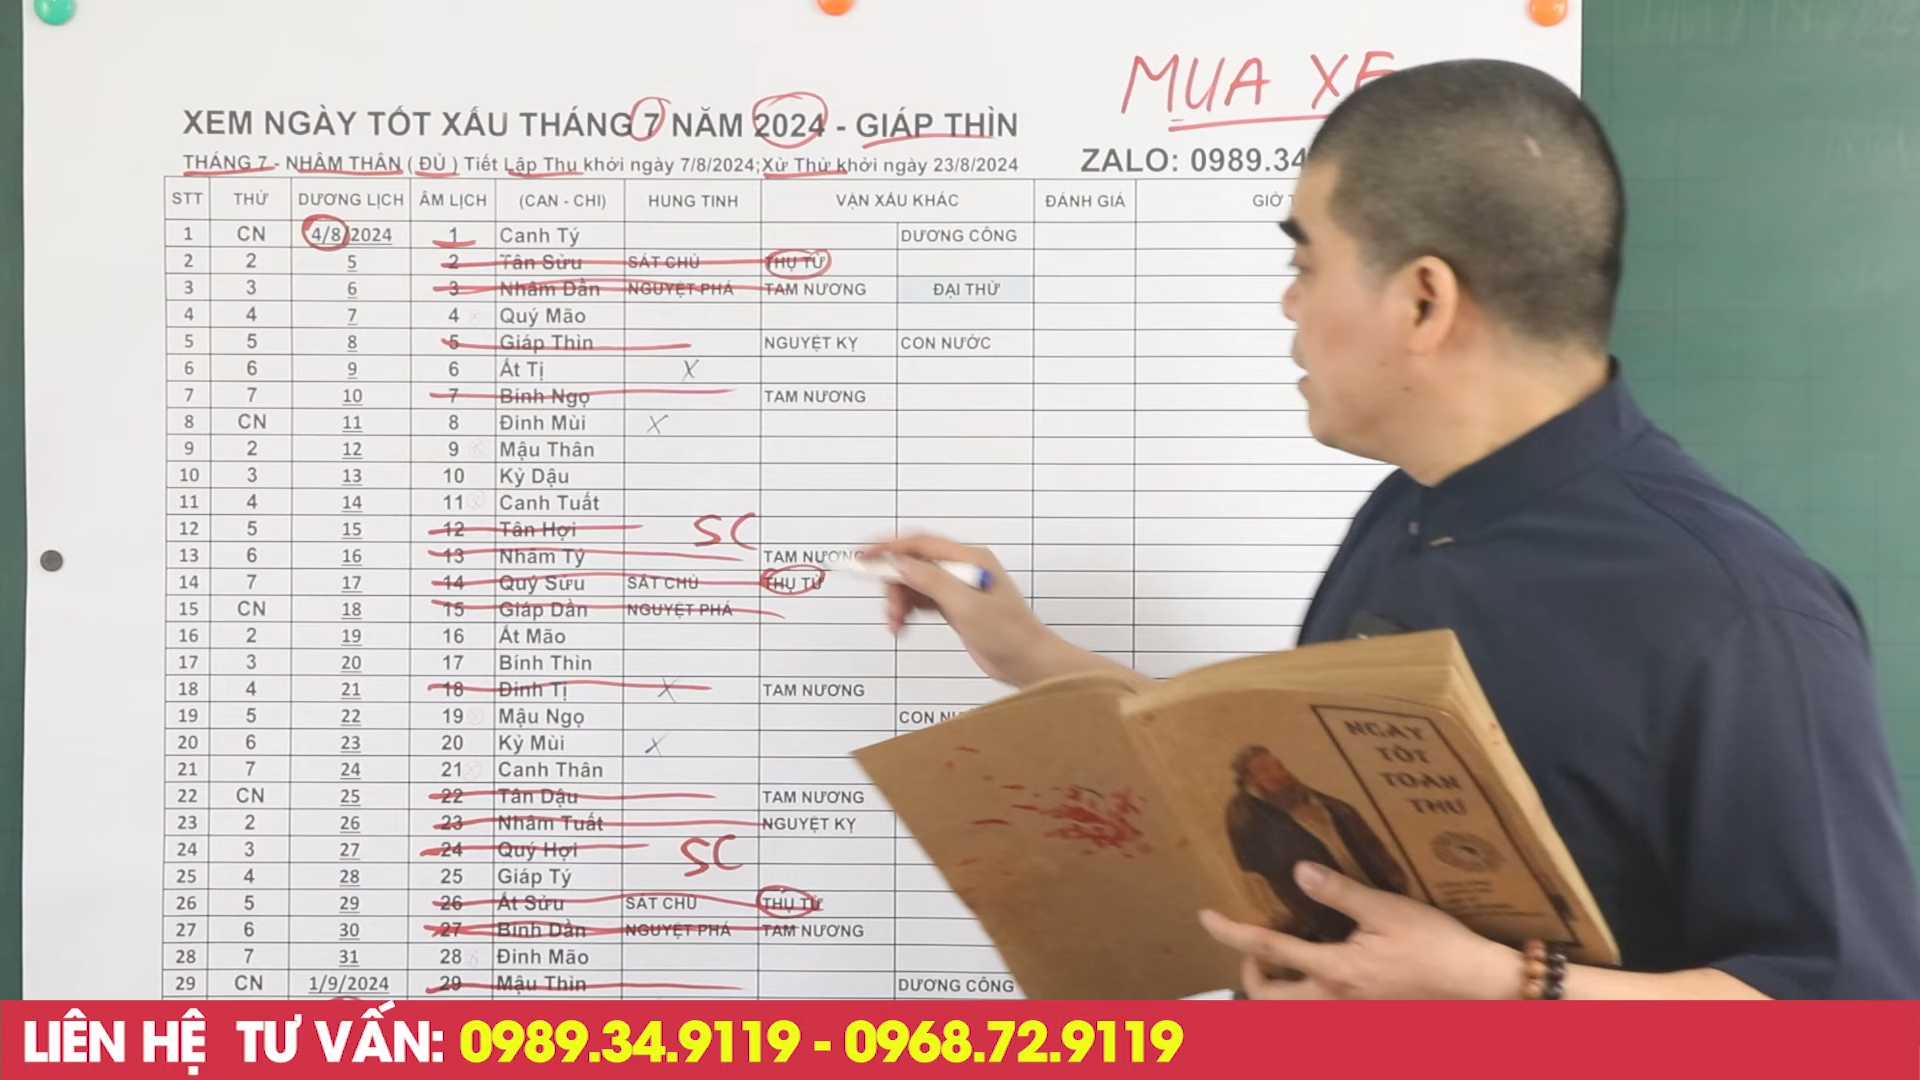 MUA XE
XEM NGÀY TỐT XẤU THÁNG 7 NĂM 2024 - GIÁP THÌN
THÁNG 7 - NHÂM THÂN ( ĐỦ ) Tiết Lập Thu khởi ngày 7/8/2024;Xử Thử khởi ngày 23/8/2024
ZALO: 0989.34
STT THỨ DƯƠNG LỊCH ÂM LỊCH (CAN - CHI) HUNG TINH VẬN XẤU KHÁC ĐÁNH GIÁ GIỜ T
1 CN 4/8/2024 1 Canh Tý DƯƠNG CÔNG
2 2 5 2 Tân Sửu SÁT CHỦ THỤ TỬ
3 3 6 3 Nhâm Dần NGUYỆT PHÁ TAM NƯƠNG ĐẠI THỬ
4 4 7 4 Quý Mão
5 5 8 5 Giáp Thìn NGUYỆT KỴ CON NƯỚC
6 6 9 6 Ất Tị X
7 7 10 7 Bính Ngọ TAM NƯƠNG
8 CN 11 8 Đinh Mùi X
9 2 12 9 Mậu Thân
10 3 13 10 Kỷ Dậu
11 4 14 11 Canh Tuất
12 5 15 12 Tân Hợi SC
13 6 16 13 Nhâm Tý TAM NƯƠNG
14 7 17 14 Quý Sửu SÁT CHỦ THỤ TỬ
15 CN 18 15 Giáp Dần NGUYỆT PHÁ
16 2 19 16 Ất Mão
17 3 20 17 Bính Thìn
18 4 21 18 Đinh Tị X TAM NƯƠNG
19 5 22 19 Mậu Ngọ CON
20 6 23 20 Kỷ Mùi X
21 7 24 21 Canh Thân
22 CN 25 22 Tân Dậu TAM NƯƠNG
23 2 26 23 Nhâm Tuất NGUYỆT KỴ
24 3 27 24 Quý Hợi SC
25 4 28 25 Giáp Tý
26 5 29 26 Ất Sửu SÁT CHỦ THỤ TỬ
27 6 30 27 Bính Dần NGUYỆT PHÁ TAM NƯƠNG
28 7 31 28 Đinh Mão
29 CN 1/9/2024 29 Mậu Thìn DƯƠNG CÔNG
NGÀY
TỐT
TOÀN
THƯ
LIÊN HỆ TƯ VẤN: 0989.34.9119 - 0968.72.9119